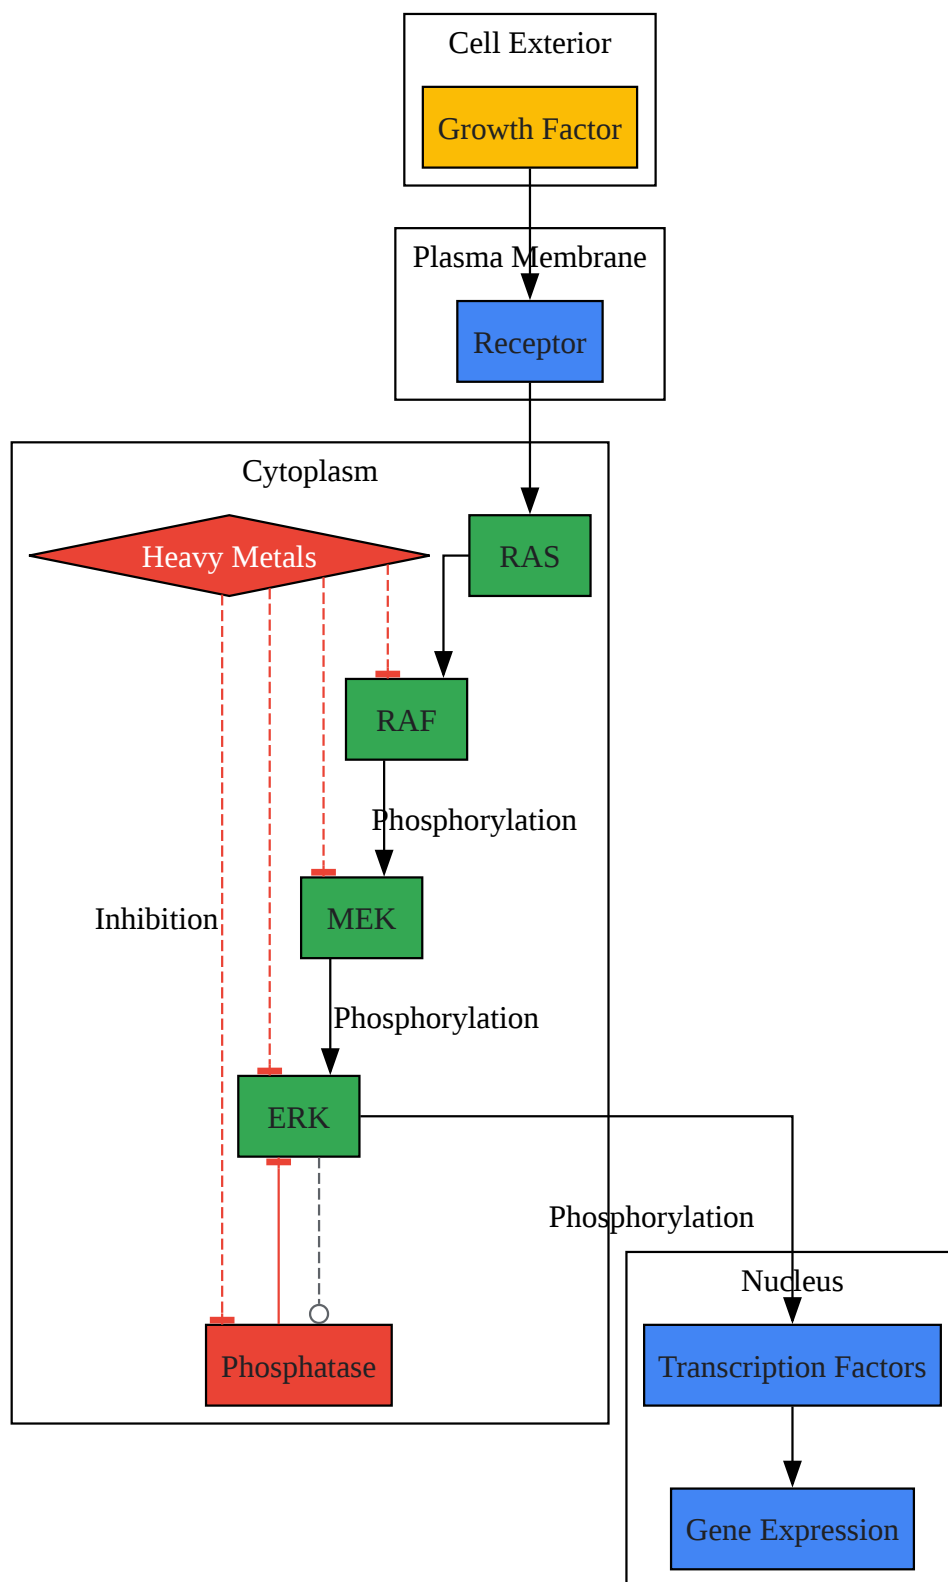 Cell Exterior
Growth Factor
Plasma Membrane
Receptor
Cytoplasm
Heavy Metals
RAS
RAF
Phosphorylation
MEK
Inhibition
Phosphorylation
ERK
Phosphorylation
Nucleus
Phosphatase
Transcription Factors
Gene Expression